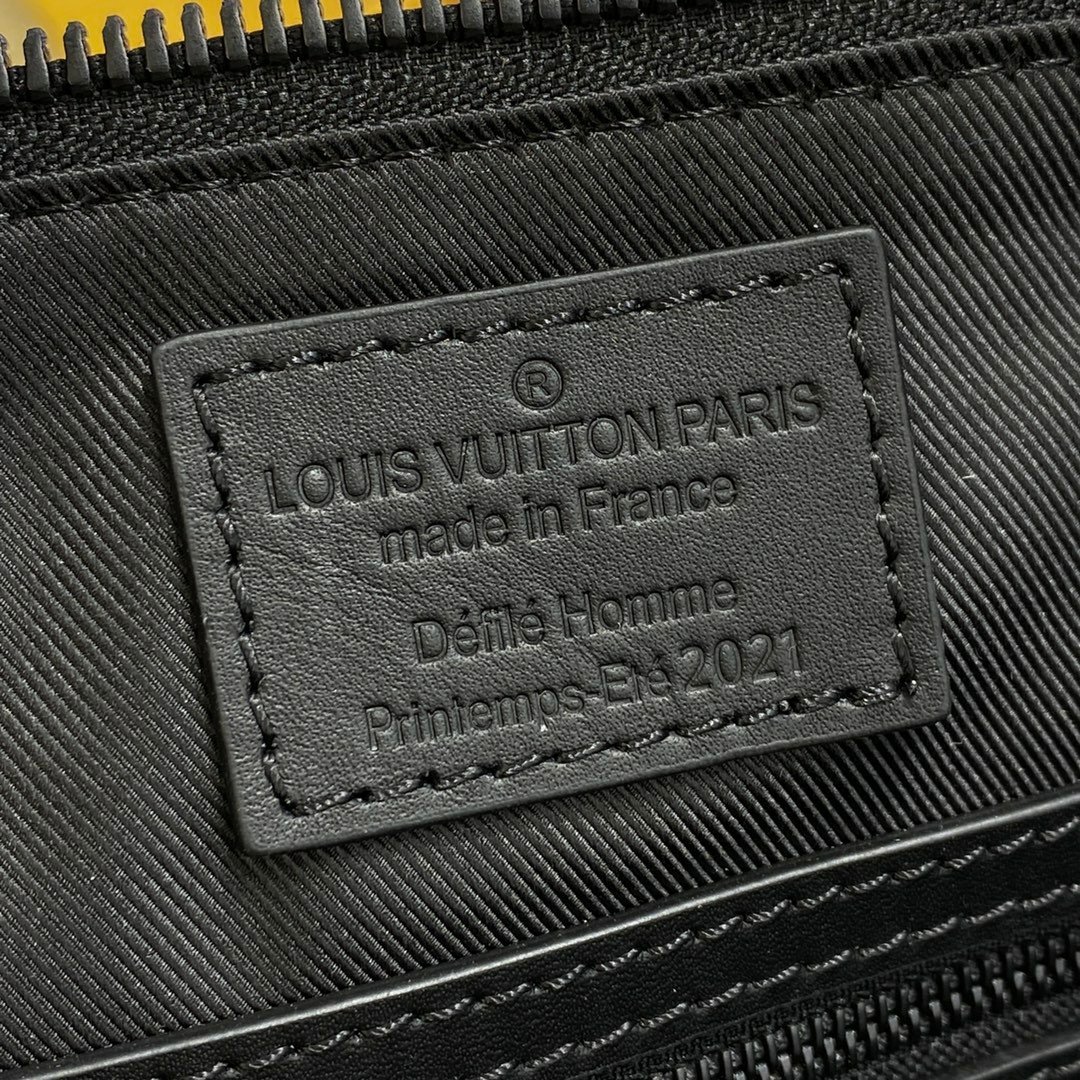 ®
LOUIS VUITTON PARIS
made in France
Défilé Homme
Printemps-Eté 2021